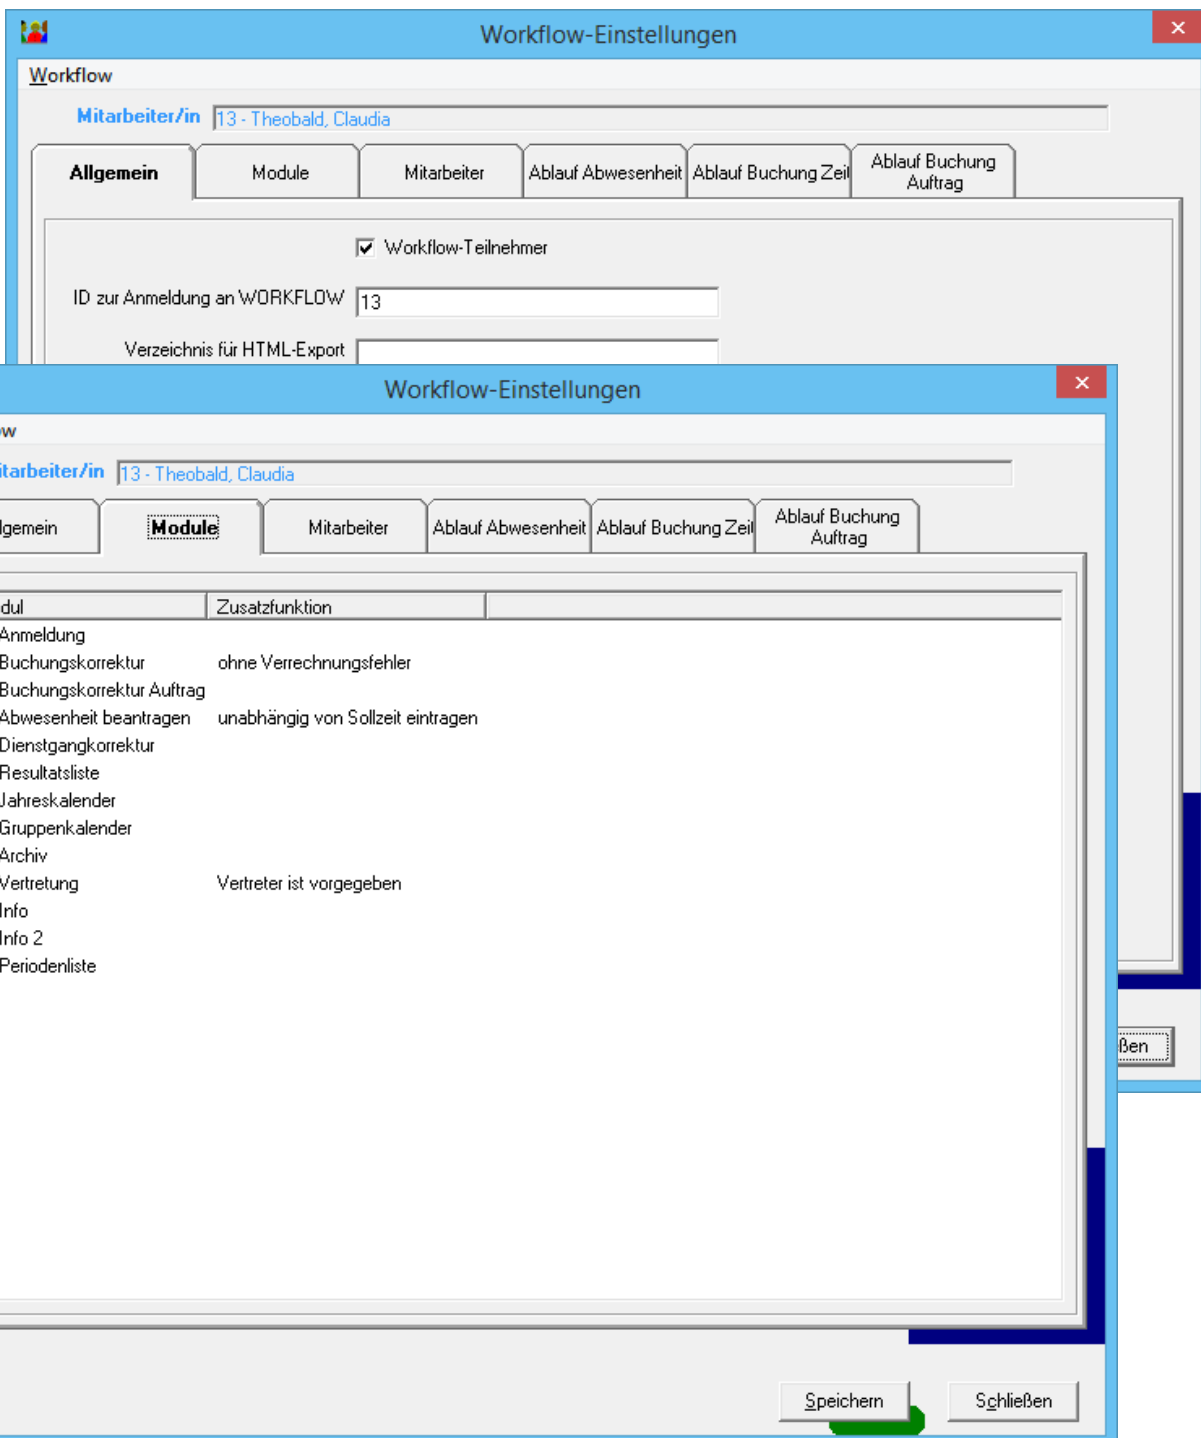 Workflow-Einstellungen
Workflow
Mitarbeiter/in 13 - Theobald, Claudia
Allgemein Module Mitarbeiter Ablauf Abwesenheit Ablauf Buchung Zeit Ablauf Buchung
Auftrag
Workflow-Teilnehmer
ID zur Anmeldung an WORKFLOW 13
Verzeichnis für HTML-Export
Workflow-Einstellungen
ow
itarbeiter/in 13 - Theobald, Claudia
lgemein Module Mitarbeiter Ablauf Abwesenheit Ablauf Buchung Zeit Ablauf Buchung
Auftrag
dul Zusatzfunktion
Anmeldung
Buchungskorrektur ohne Verrechnungsfehler
Buchungskorrektur Auftrag
Abwesenheit beantragen unabhängig von Sollzeit eintragen
Dienstgangkorrektur
Resultatsliste
Jahreskalender
Gruppenkalender
Archiv
Vertretung Vertreter ist vorgegeben
Info
Info 2
Periodenliste
ßen
Speichern Schließen